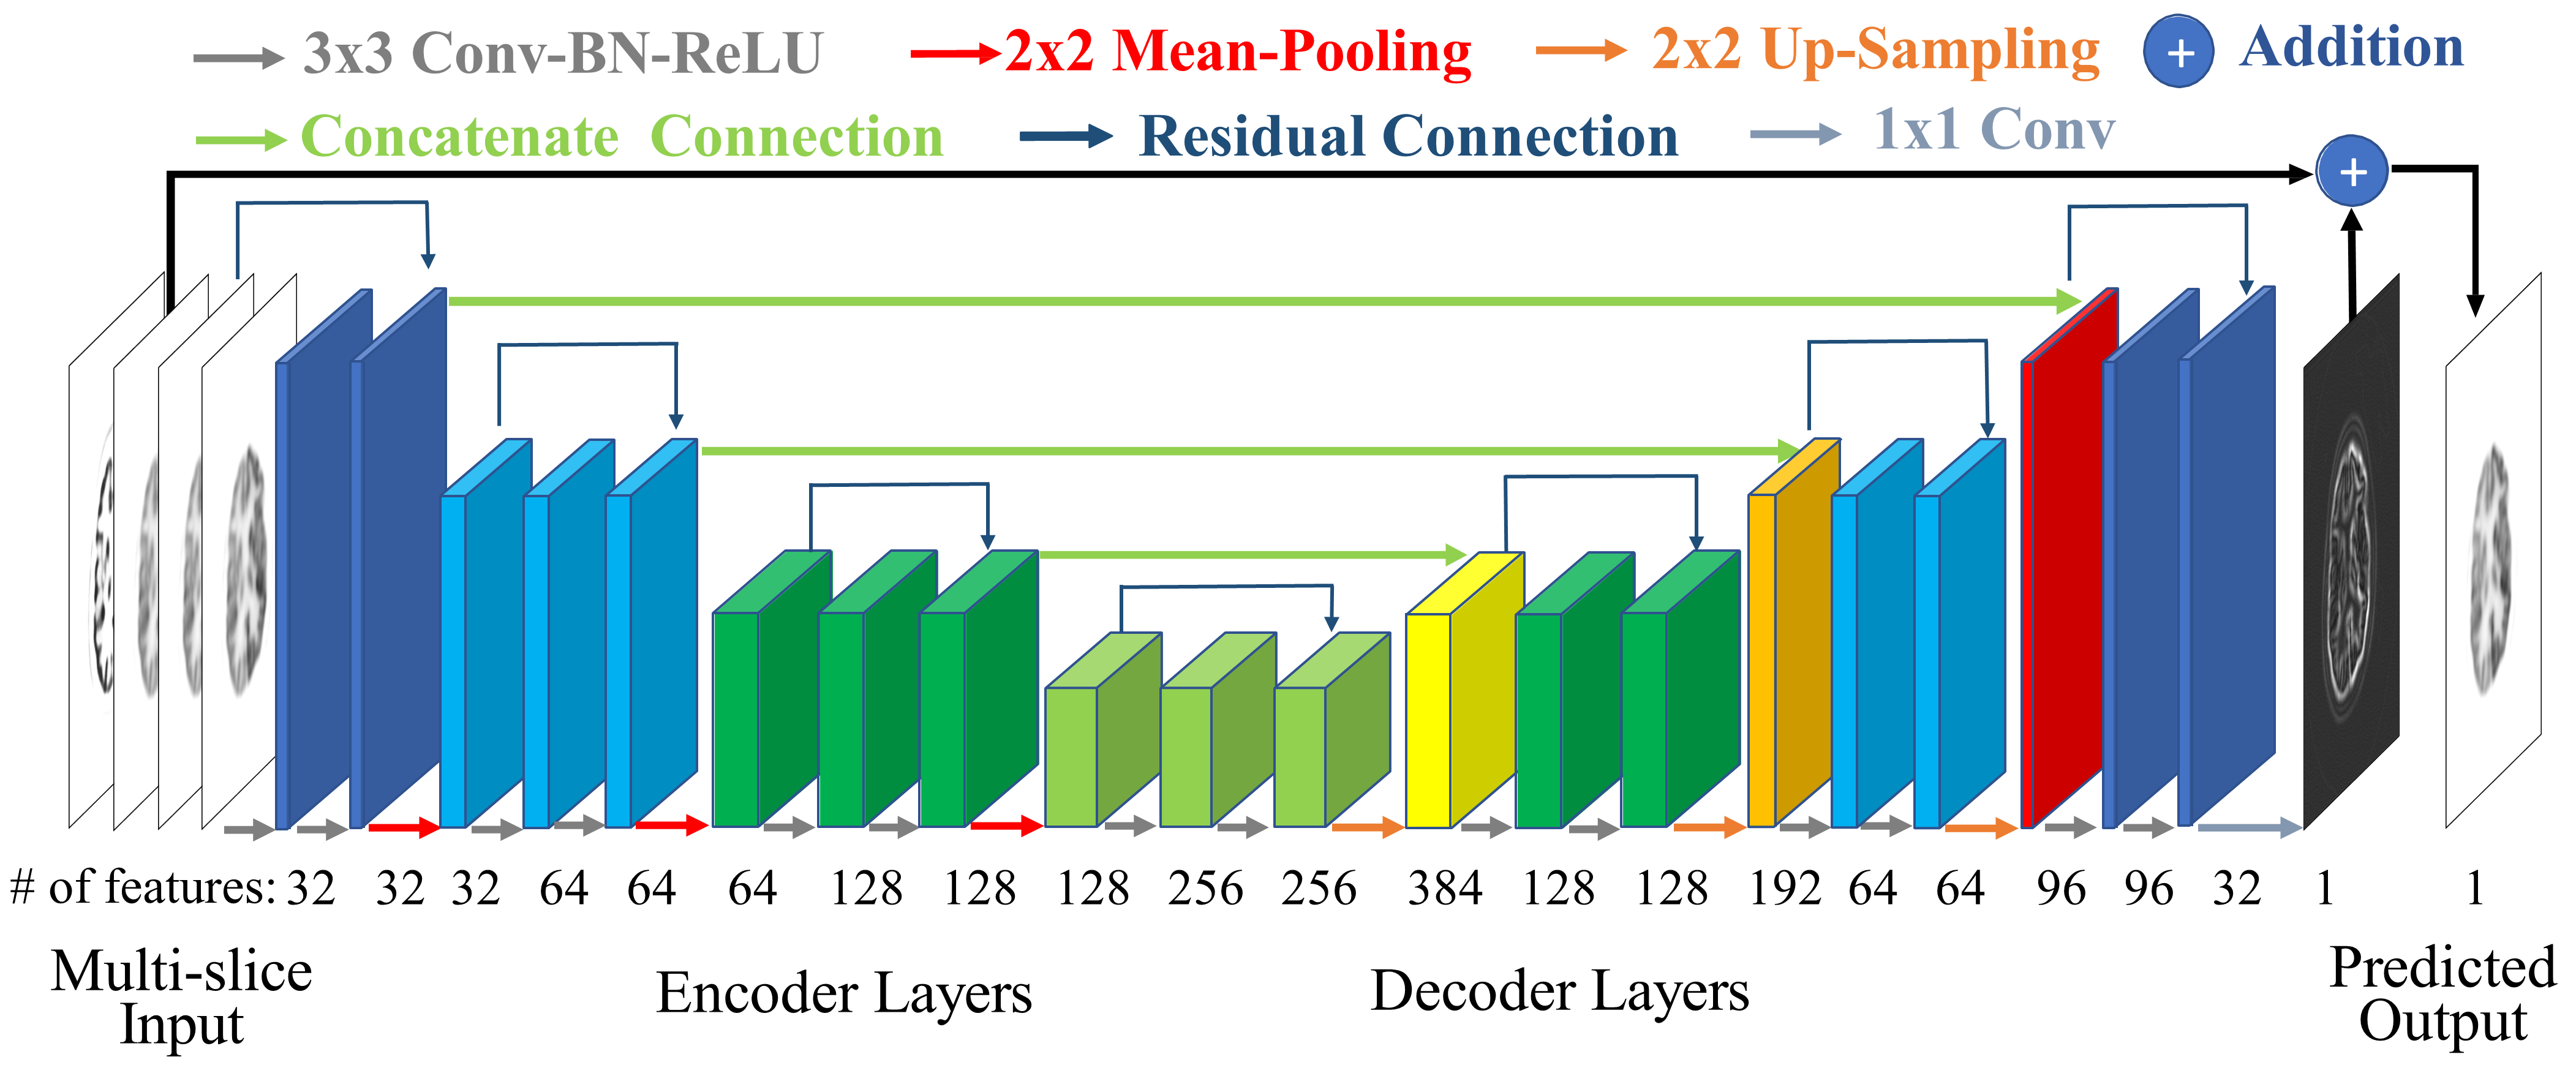 3x3 Conv-BN-ReLU 2x2 Mean-Pooling 2x2 Up-Sampling + Addition
Concatenate Connection Residual Connection 1x1 Conv
+
# of features: 32 32 32 64 64 64 128 128 128 256 256 384 128 128 192 64 64 96 96 32 1 1
Multi-slice
Input
Encoder Layers
Decoder Layers
Predicted
Output